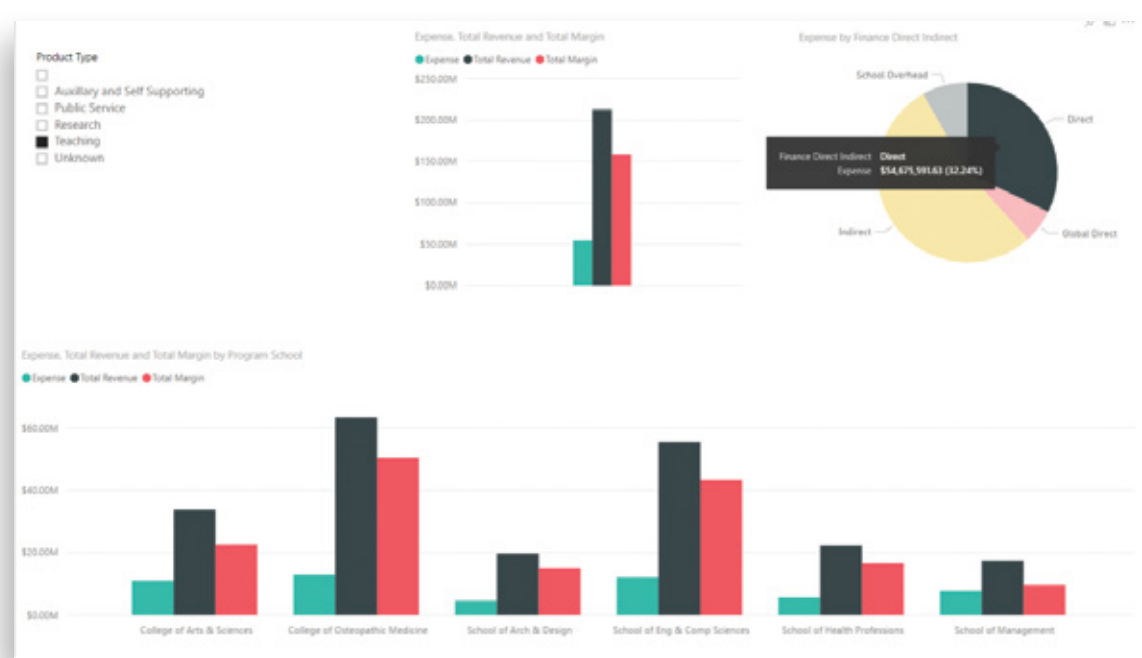 Product Type
Auxillary and Self Supporting
Public Service
Research
Teaching
Unknown
Expense, Total Revenue and Total Margin
Expense Total Revenue Total Margin
$250.00M
$200.00M
$150.00M
$100.00M
$50.00M
$0.00M
Expense by Finance Direct Indirect
School Overhead
Direct
Finance Direct Indirect Direct
Expense $54,675,591.63 (32.24%)
Indirect
Global Direct
Expense, Total Revenue and Total Margin by Program School
Expense Total Revenue Total Margin
$60.00M
$40.00M
$20.00M
$0.00M
College of Arts & Sciences
College of Osteopathic Medicine
School of Arch & Design
School of Eng & Comp Sciences
School of Health Professions
School of Management